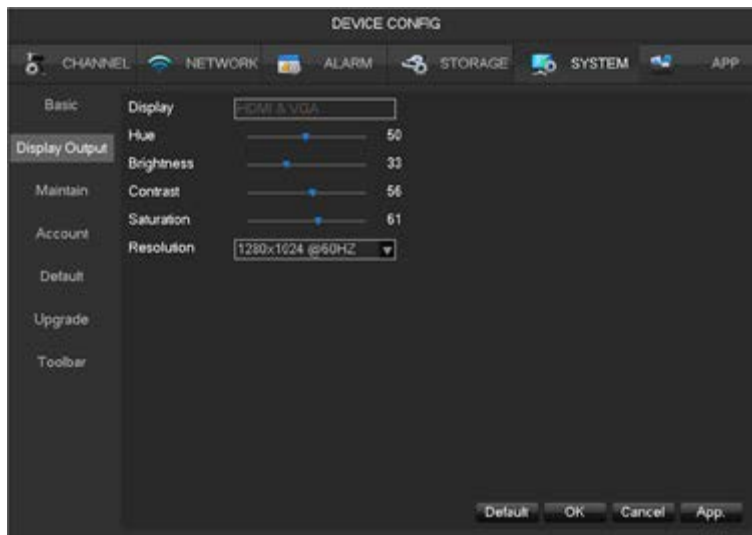 DEVICE CONFIG
CHANNEL NETWORK ALARM STORAGE SYSTEM APP
Basic
Display Output
Maintain
Account
Default
Upgrade
Toolbar
Display HDMI & VGA
Hue 50
Brightness 33
Contrast 56
Saturation 61
Resolution 1280x1024 @60HZ
Default OK Cancel App.